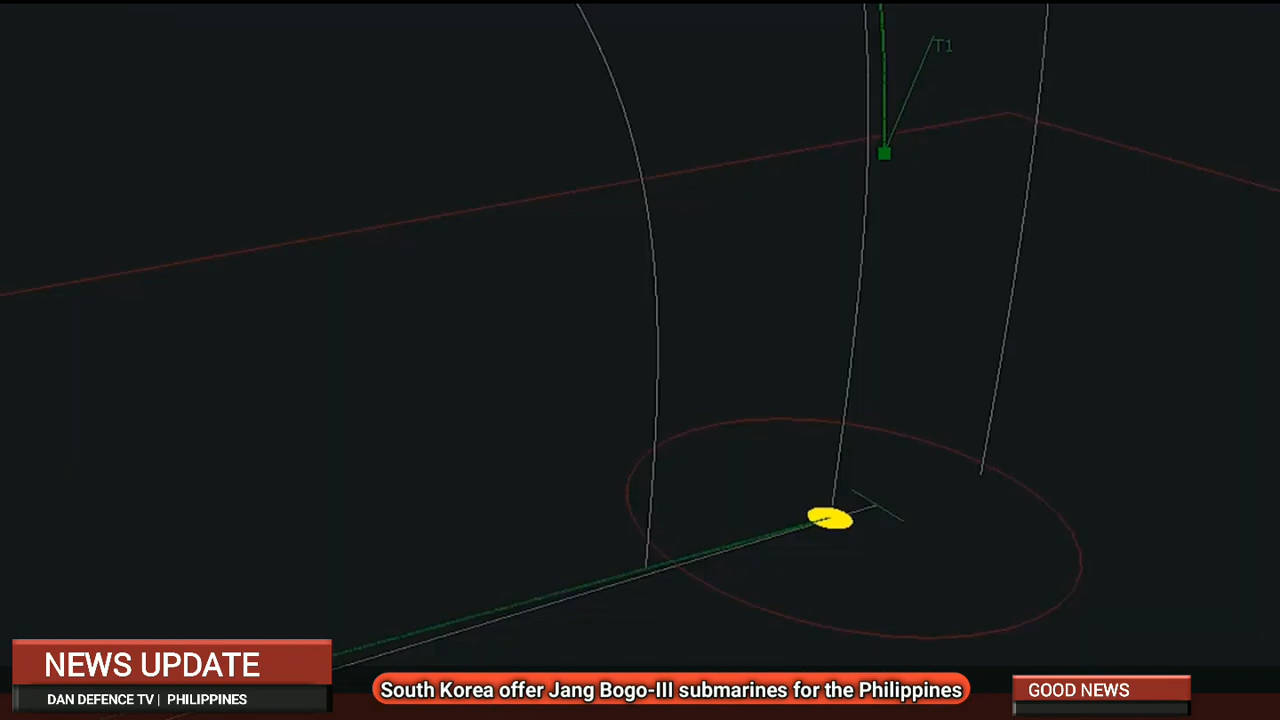 T1
NEWS UPDATE
DAN DEFENCE TV | PHILIPPINES
South Korea offer Jang Bogo-III submarines for the Philippines
GOOD NEWS